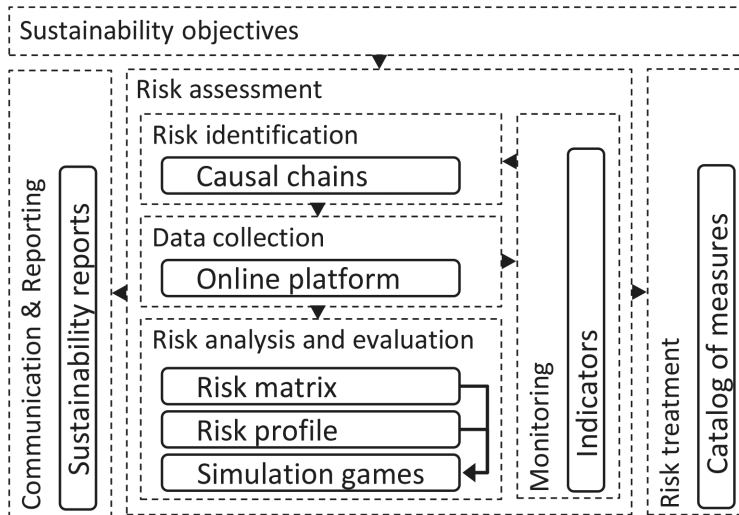 Sustainability objectives
Communication & Reporting
Sustainability reports
Risk assessment
Risk identification
Causal chains
Data collection
Online platform
Risk analysis and evaluation
Risk matrix
Risk profile
Simulation games
Monitoring
Indicators
Risk treatment
Catalog of measures